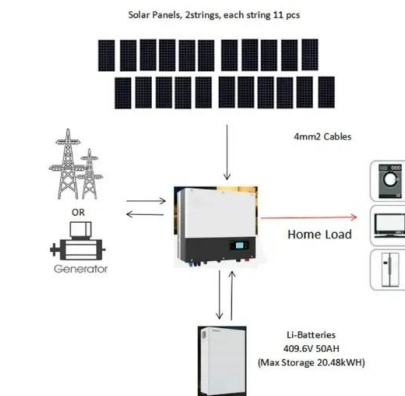 Solar Panels, 2strings, each string 11 pcs
4mm2 Cables
OR
Home Load
Generator
Li-Batteries
409.6V 50AH
(Max Storage 20.48kWH)